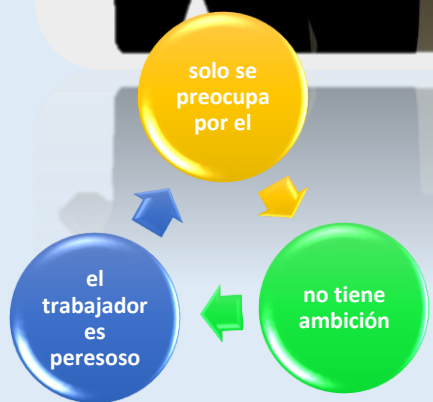 solo se
preocupa
por el
no tiene
ambición
el
trabajador
es
peresoso